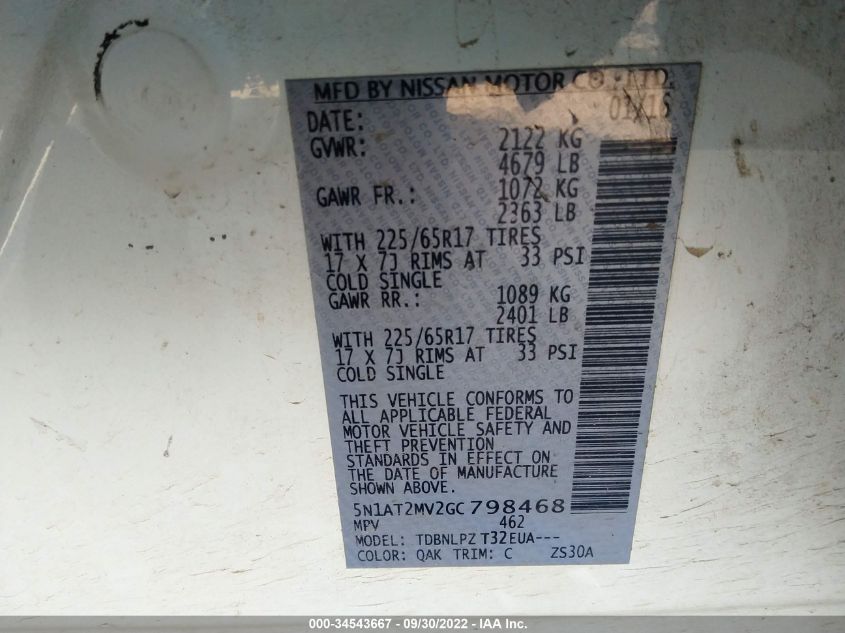 MFD BY NISSAN MOTOR CO., LTD.
DATE: 01/16
GVWR: 2122 KG
4679 LB
GAWR FR.: 1072 KG
2363 LB
WITH 225/65R17 TIRES
17 X 7J RIMS AT 33 PSI
COLD SINGLE
GAWR RR.: 1089 KG
2401 LB
WITH 225/65R17 TIRES
17 X 7J RIMS AT 33 PSI
COLD SINGLE
THIS VEHICLE CONFORMS TO
ALL APPLICABLE FEDERAL
MOTOR VEHICLE SAFETY AND
THEFT PREVENTION
STANDARDS IN EFFECT ON
THE DATE OF MANUFACTURE
SHOWN ABOVE.
5N1AT2MV2GC798468
MPV 462
MODEL: TDBNLPZ T32EUA---
COLOR: QAK TRIM: C ZS30A
000-34543667 - 09/30/2022 - IAA Inc.